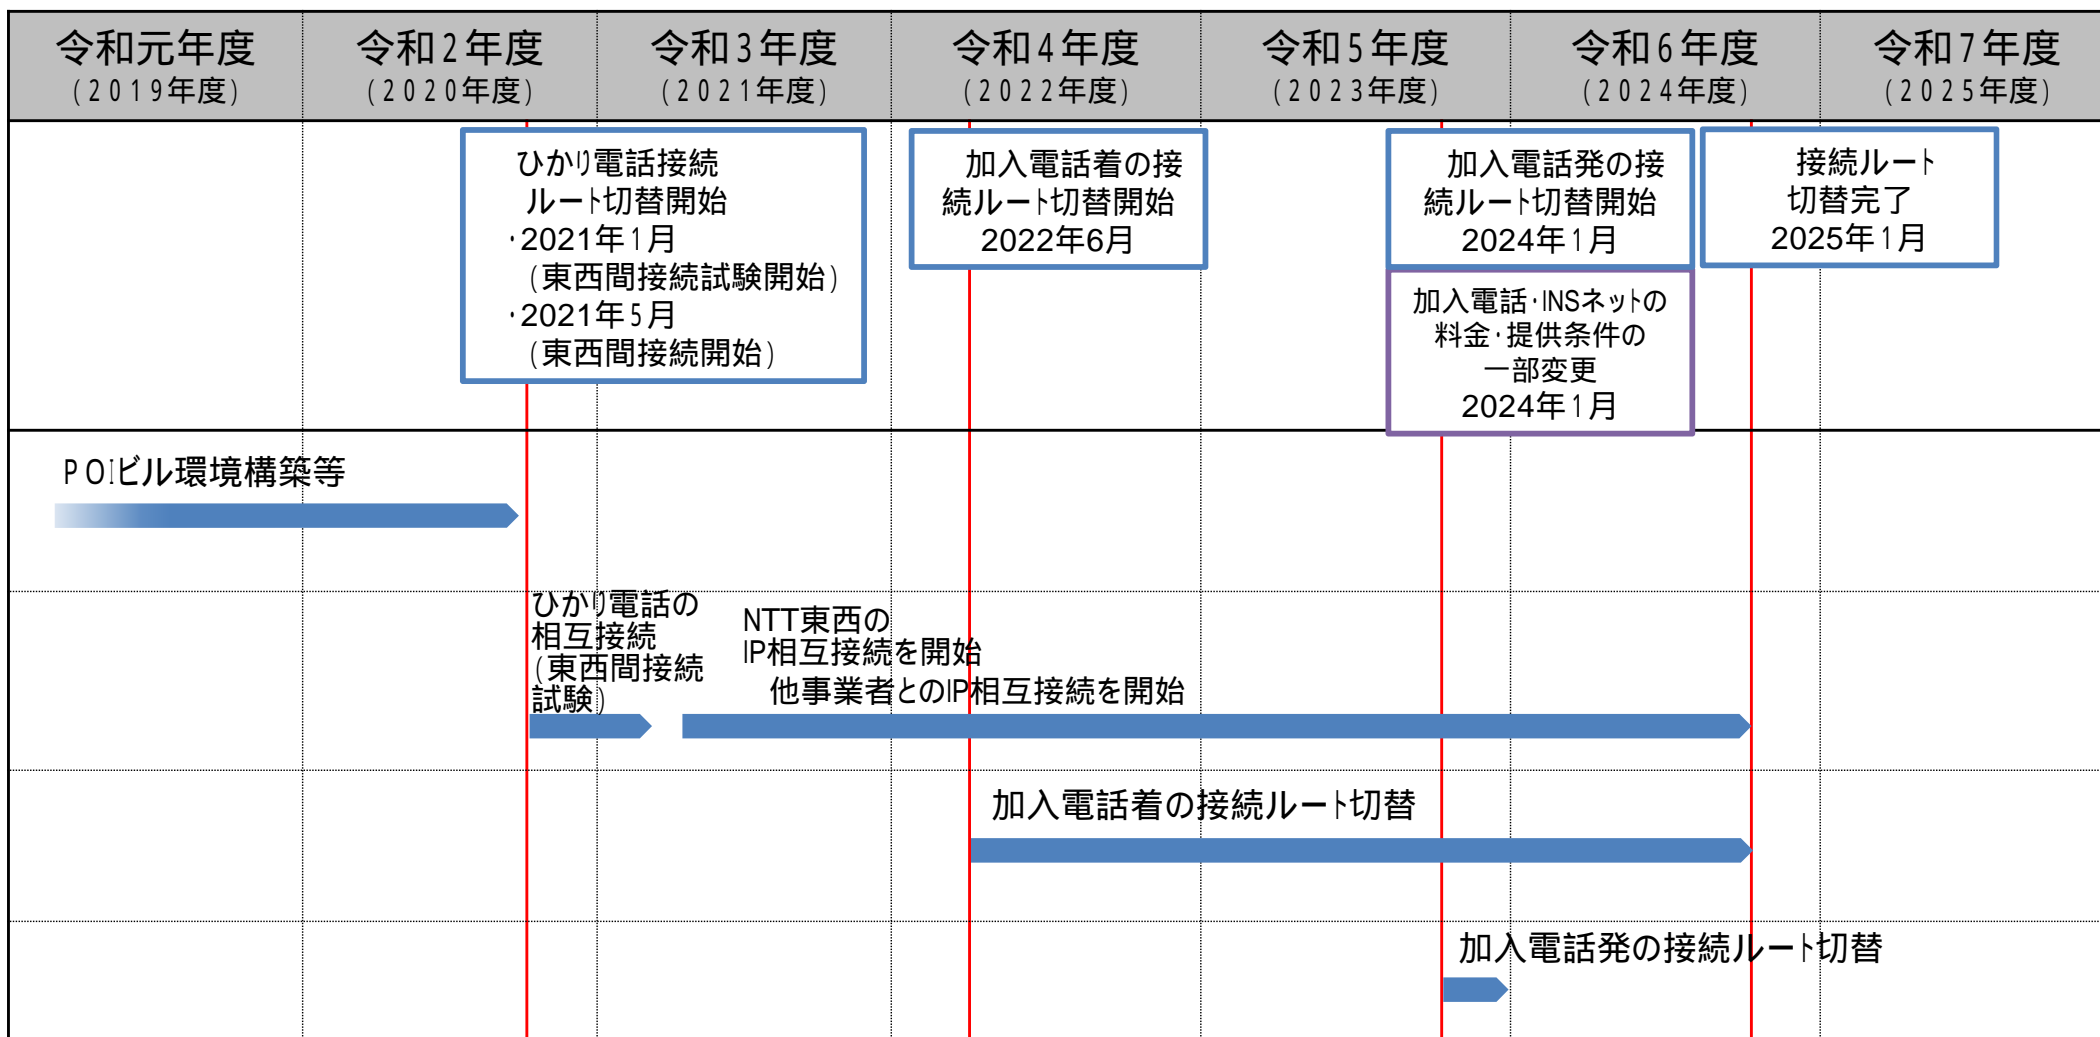 令和元年度
(2019年度)
令和2年度
(2020年度)
令和3年度
(2021年度)
令和4年度
(2022年度)
令和5年度
(2023年度)
令和6年度
(2024年度)
令和7年度
(2025年度)
ひかり電話接続
ルート切替開始
・2021年1月
(東西間接続試験開始)
・2021年5月
(東西間接続開始)
加入電話着の接
続ルート切替開始
2022年6月
加入電話発の接
続ルート切替開始
2024年1月
加入電話・INSネットの
料金・提供条件の
一部変更
2024年1月
接続ルート
切替完了
2025年1月
POIビル環境構築等
ひかり電話の
相互接続
(東西間接続
試験)
NTT東西の
IP相互接続を開始
他事業者とのIP相互接続を開始
加入電話着の接続ルート切替
加入電話発の接続ルート切替